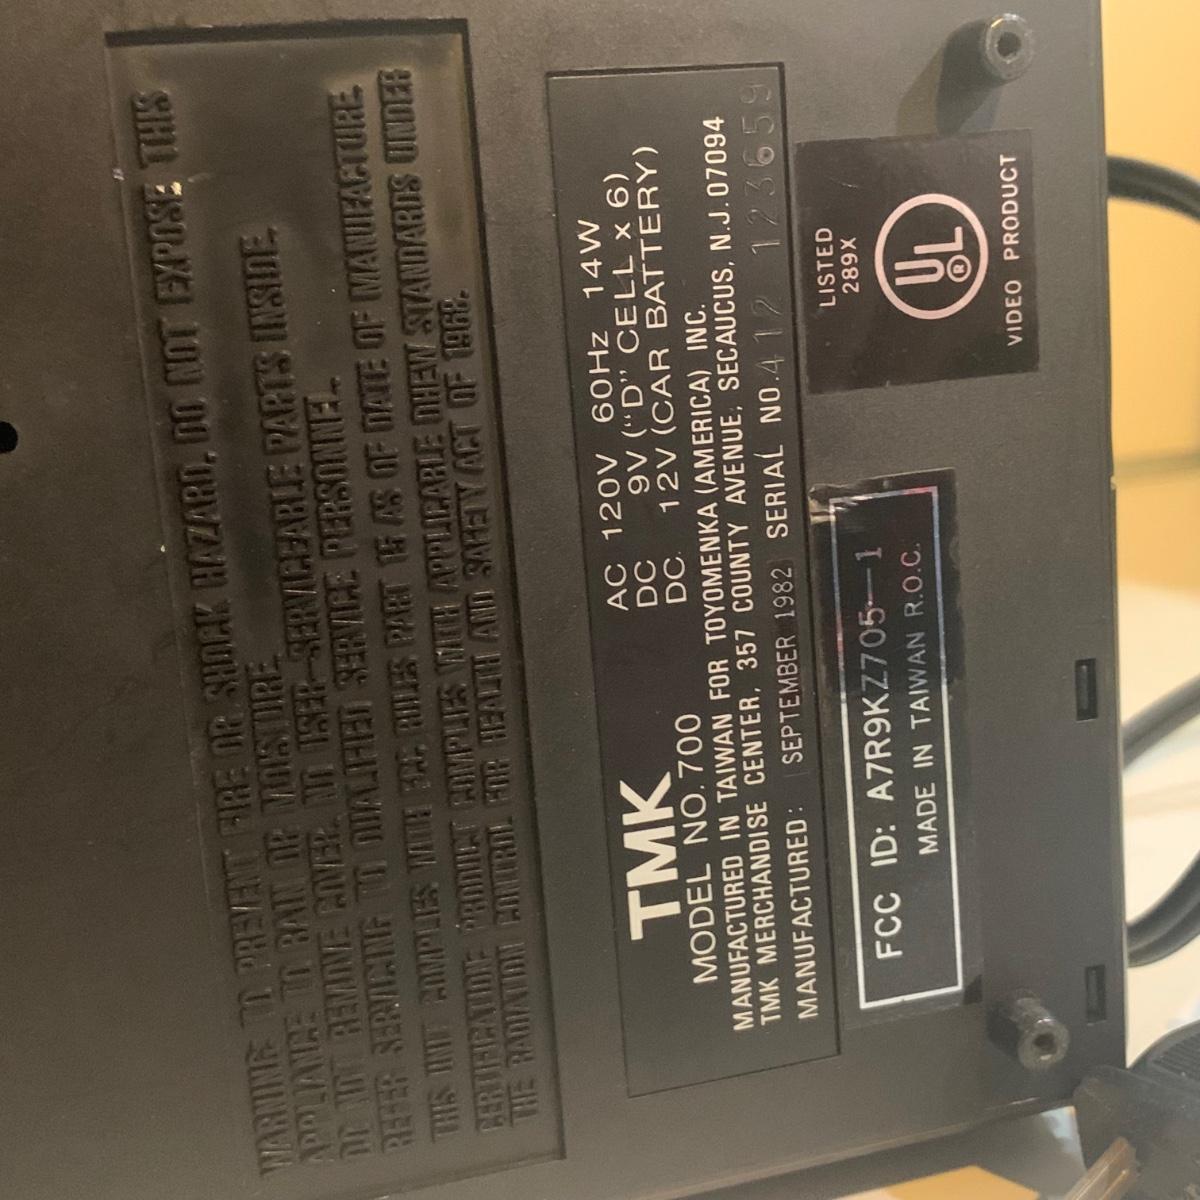 WARNING: TO PREVENT FIRE OR SHOCK HAZZARD, DO NOT EXPOSE THIS
APPLIANCE TO RAIN OR MOISTURE.
DO NOT REMOVE COVER. NO USER-SERVICEABLE PARTS INSIDE.
REFER SERVICING TO QUALIFIET SERVICE PERSONNEL.
THIS UNIT COMPLIES WITH FCC RULES PART 15 AS OF DATE OF MANUFACTURE.
CERTIFICATION: PRODUCT COMPLIES WITH APPLICABLE DHEW STANDARDS UNDER
THE RADIATION CONTROL FOR HEALTH AND SAFETY ACT OF 1968.
TMK
AC 120V 60Hz 14W
DC 9V ("D" CELL x 6)
DC. 12V (CAR BATTERY)
MODEL NO.700
MANUFACTURED IN TAIWAN FOR TOYOMENKA (AMERICA) INC.
TMK MERCHANDISE CENTER, 357 COUNTY AVENUE, SECAUCUS, N.J.07094
MANUFACTURED: SEPTEMBER 1982 SERIAL NO.412 123659
FCC ID: A7R9KZ705-1
MADE IN TAIWAN R.O.C.
LISTED
289X
UL®
VIDEO PRODUCT